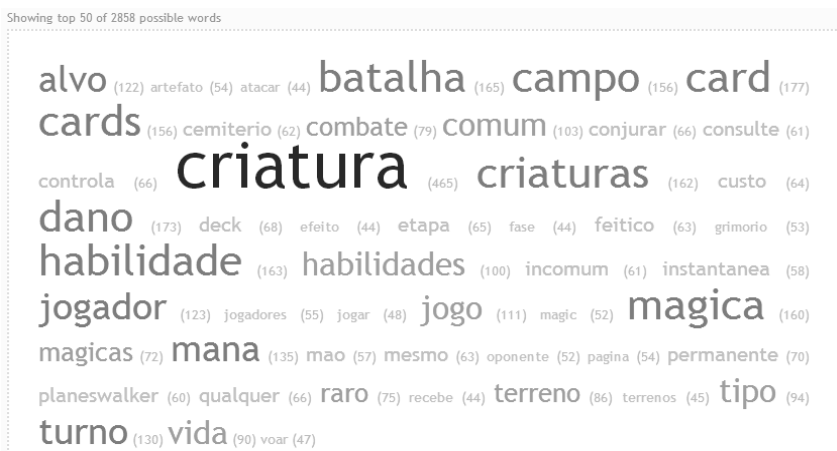 Showing top 50 of 2858 possible words
alvo (122) artefato (54) atacar (44) batalha (165) campo (156) card (177)
cards (156) cemiterio (62) combate (79) comum (103) conjurar (66) consulte (61)
controla (66) criatura (465) criaturas (162) custo (64)
dano (173) deck (68) efeito (44) etapa (65) fase (44) feitico (63) grimorio (53)
habilidade (163) habilidades (100) incomum (61) instantanea (58)
jogador (123) jogadores (55) jogar (48) jogo (111) magic (52) magica (160)
magicas (72) mana (135) mao (57) mesmo (63) oponente (52) pagina (54) permanente (70)
planeswalker (60) qualquer (66) raro (75) recebe (44) terreno (86) terrenos (45) tipo (94)
turno (130) vida (90) voar (47)